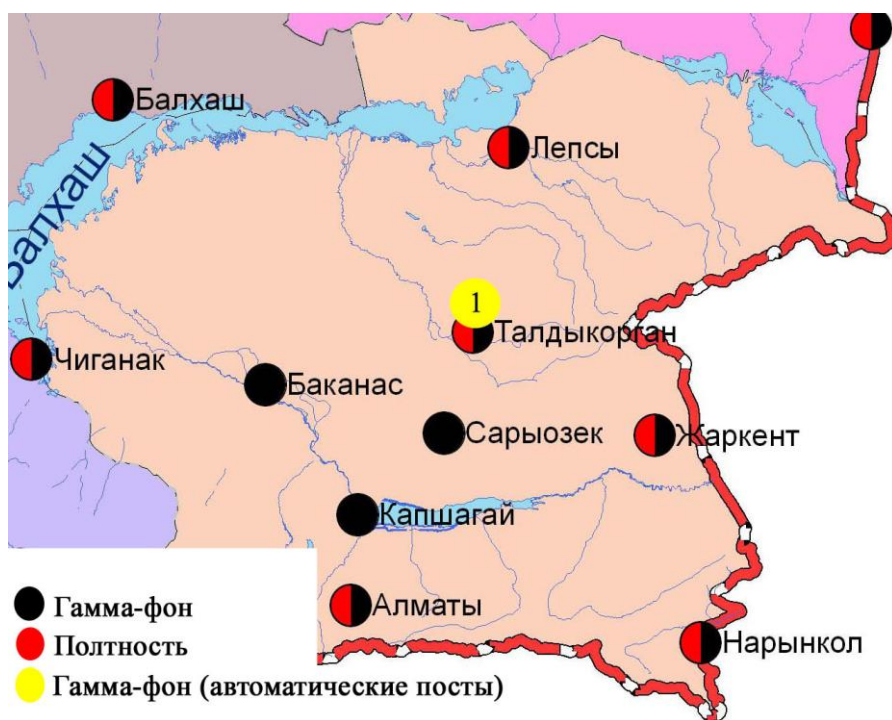 Балхаш
Лепсы
Балхаш
1
Талдыкорган
Чиганак
Баканас
Сарыозек
Жаркент
Капшагай
Алматы
Нарынкол
Гамма-фон
Полтность
Гамма-фон (автоматические посты)